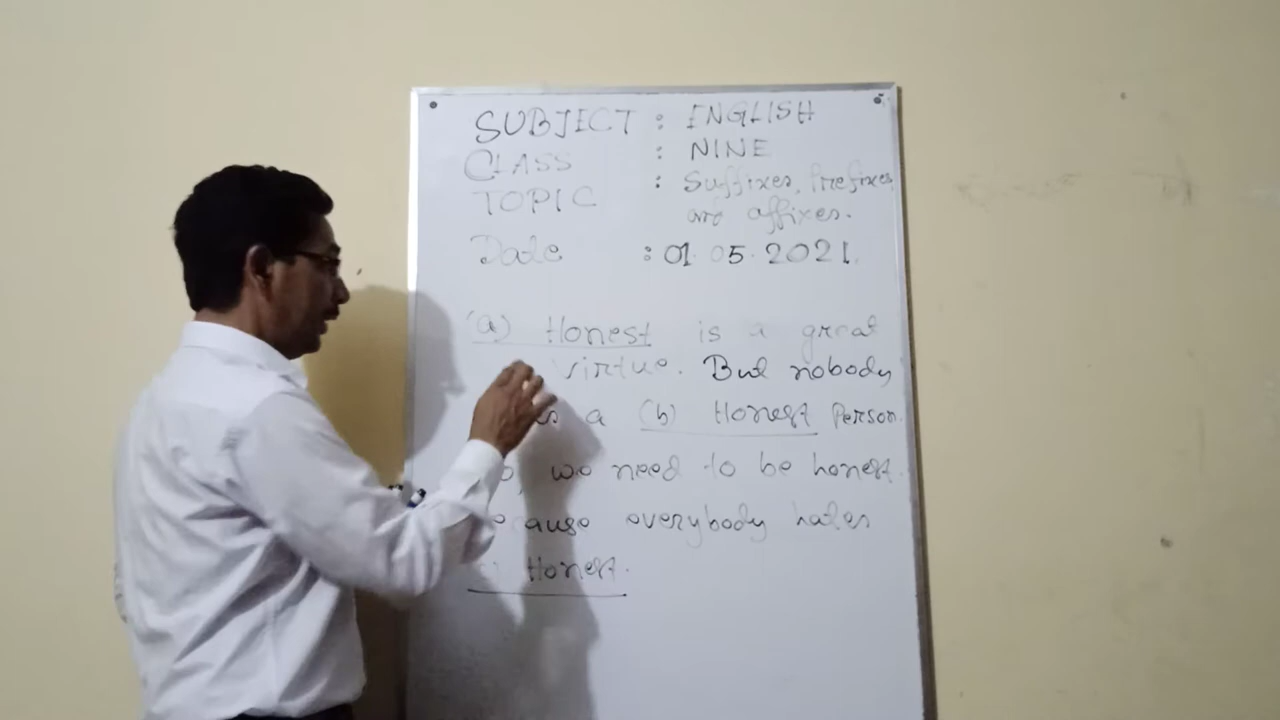 SUBJECT : ENGLISH
CLASS : NINE
TOPIC : Suffixes, Prefixes
are affixes.
Date : 01.05.2021.
(a) Honest is a great
virtue. But nobody
a (b) Honest Person.
we need to be honest.
everybody hates
Honest.